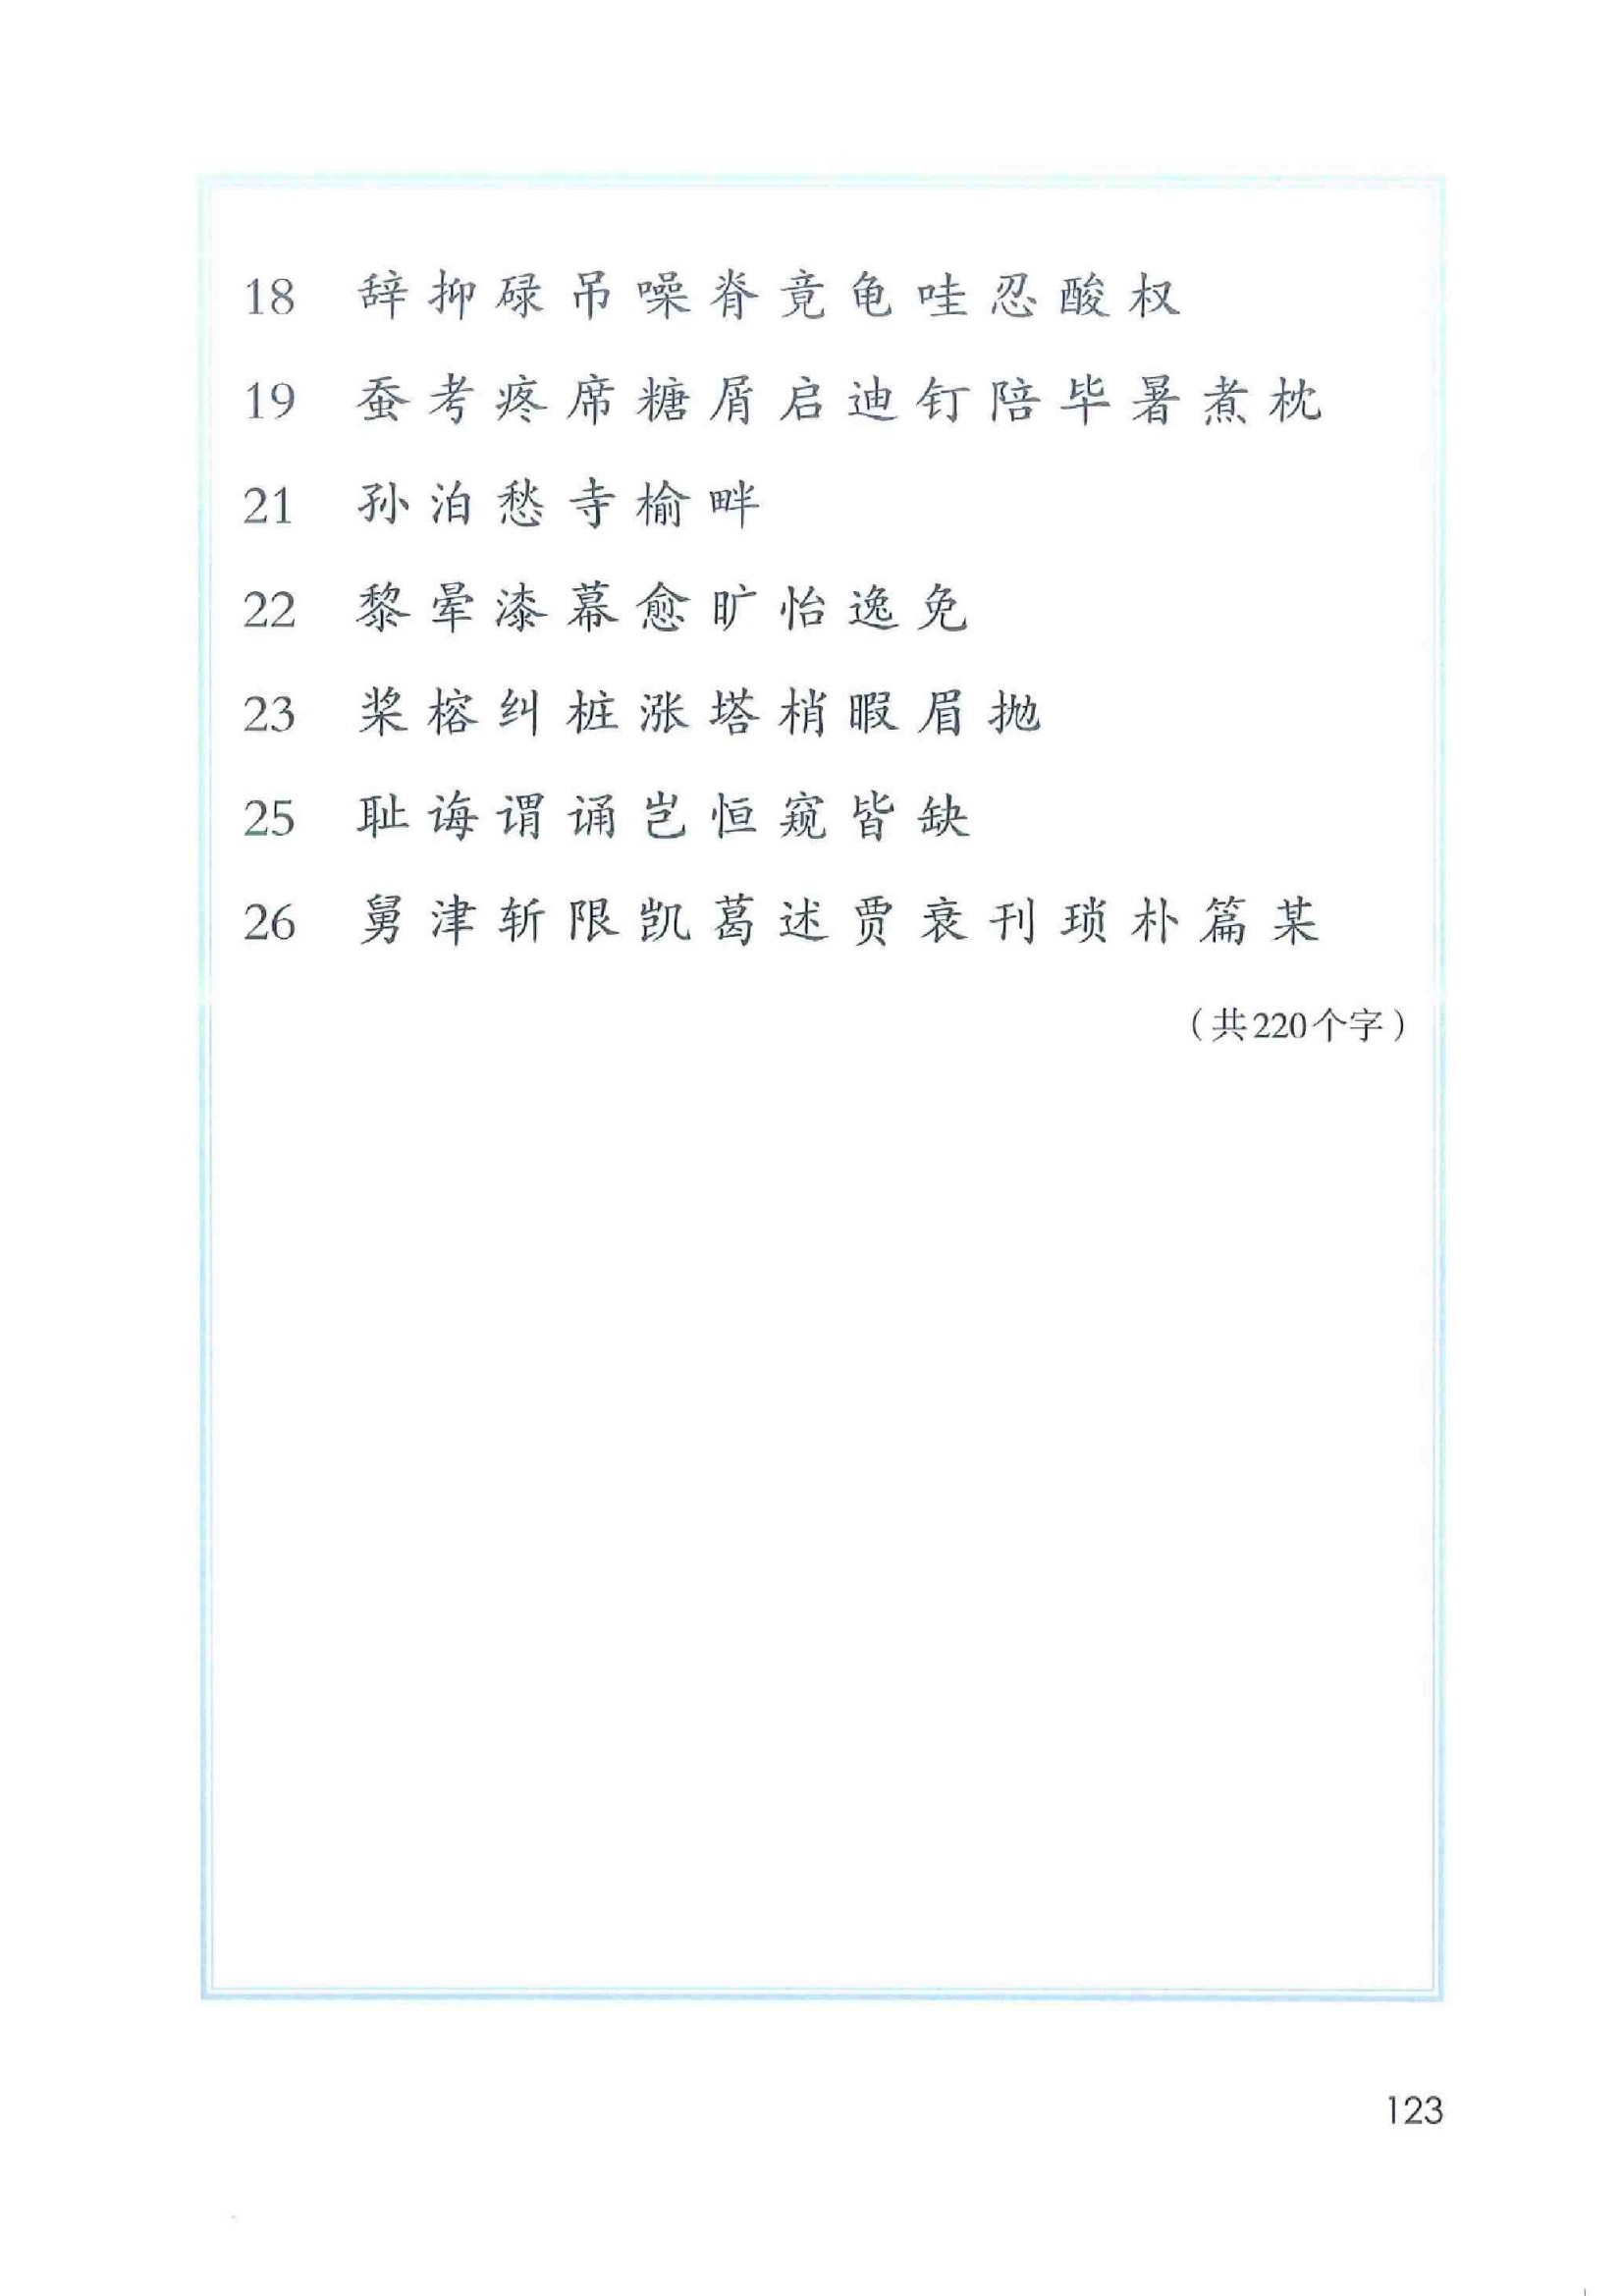 18 辞 抑 碌 吊 噪 脊 竟 龟 哇 忍 酸 权
19 蚕 考 疼 席 糖 屑 启 迪 钉 陪 毕 暑 煮 枕
21 孙 泊 愁 寺 榆 畔
22 黎 晕 漆 幕 愈 旷 怡 逸 免
23 桨 榕 纠 桩 涨 塔 梢 暇 眉 抛
25 耻 诲 谓 诵 岂 恒 窥 皆 缺
26 舅 津 斩 限 凯 葛 述 贾 衰 刊 琐 朴 篇 某
（共220个字）
123